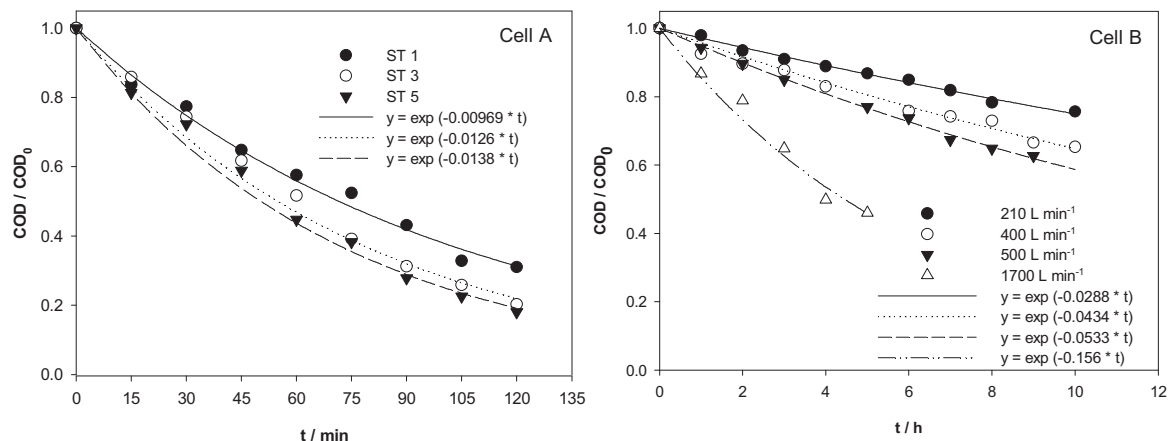 Cell A
COD / COD0
1.0
0.8
0.6
0.4
0.2
0.0
ST 1
ST 3
ST 5
y = exp (-0.00969 * t)
y = exp (-0.0126 * t)
y = exp (-0.0138 * t)
0 15 30 45 60 75 90 105 120 135
t / min
Cell B
COD / COD0
1.0
0.8
0.6
0.4
0.2
0.0
210 L min-1
400 L min-1
500 L min-1
1700 L min-1
y = exp (-0.0288 * t)
y = exp (-0.0434 * t)
y = exp (-0.0533 * t)
y = exp (-0.156 * t)
0 2 4 6 8 10 12
t / h